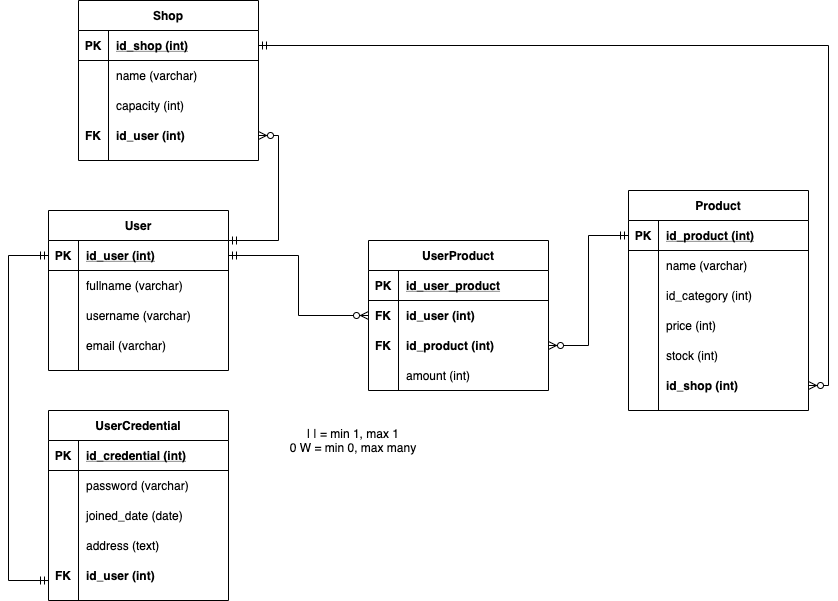 Shop
PK id_shop (int)
name (varchar)
capacity (int)
FK id_user (int)
User
PK id_user (int)
fullname (varchar)
username (varchar)
email (varchar)
UserProduct
PK id_user_product
FK id_user (int)
FK id_product (int)
amount (int)
Product
PK id_product (int)
name (varchar)
id_category (int)
price (int)
stock (int)
id_shop (int)
UserCredential
PK id_credential (int)
password (varchar)
joined_date (date)
address (text)
FK id_user (int)
| | = min 1, max 1
0 W = min 0, max many